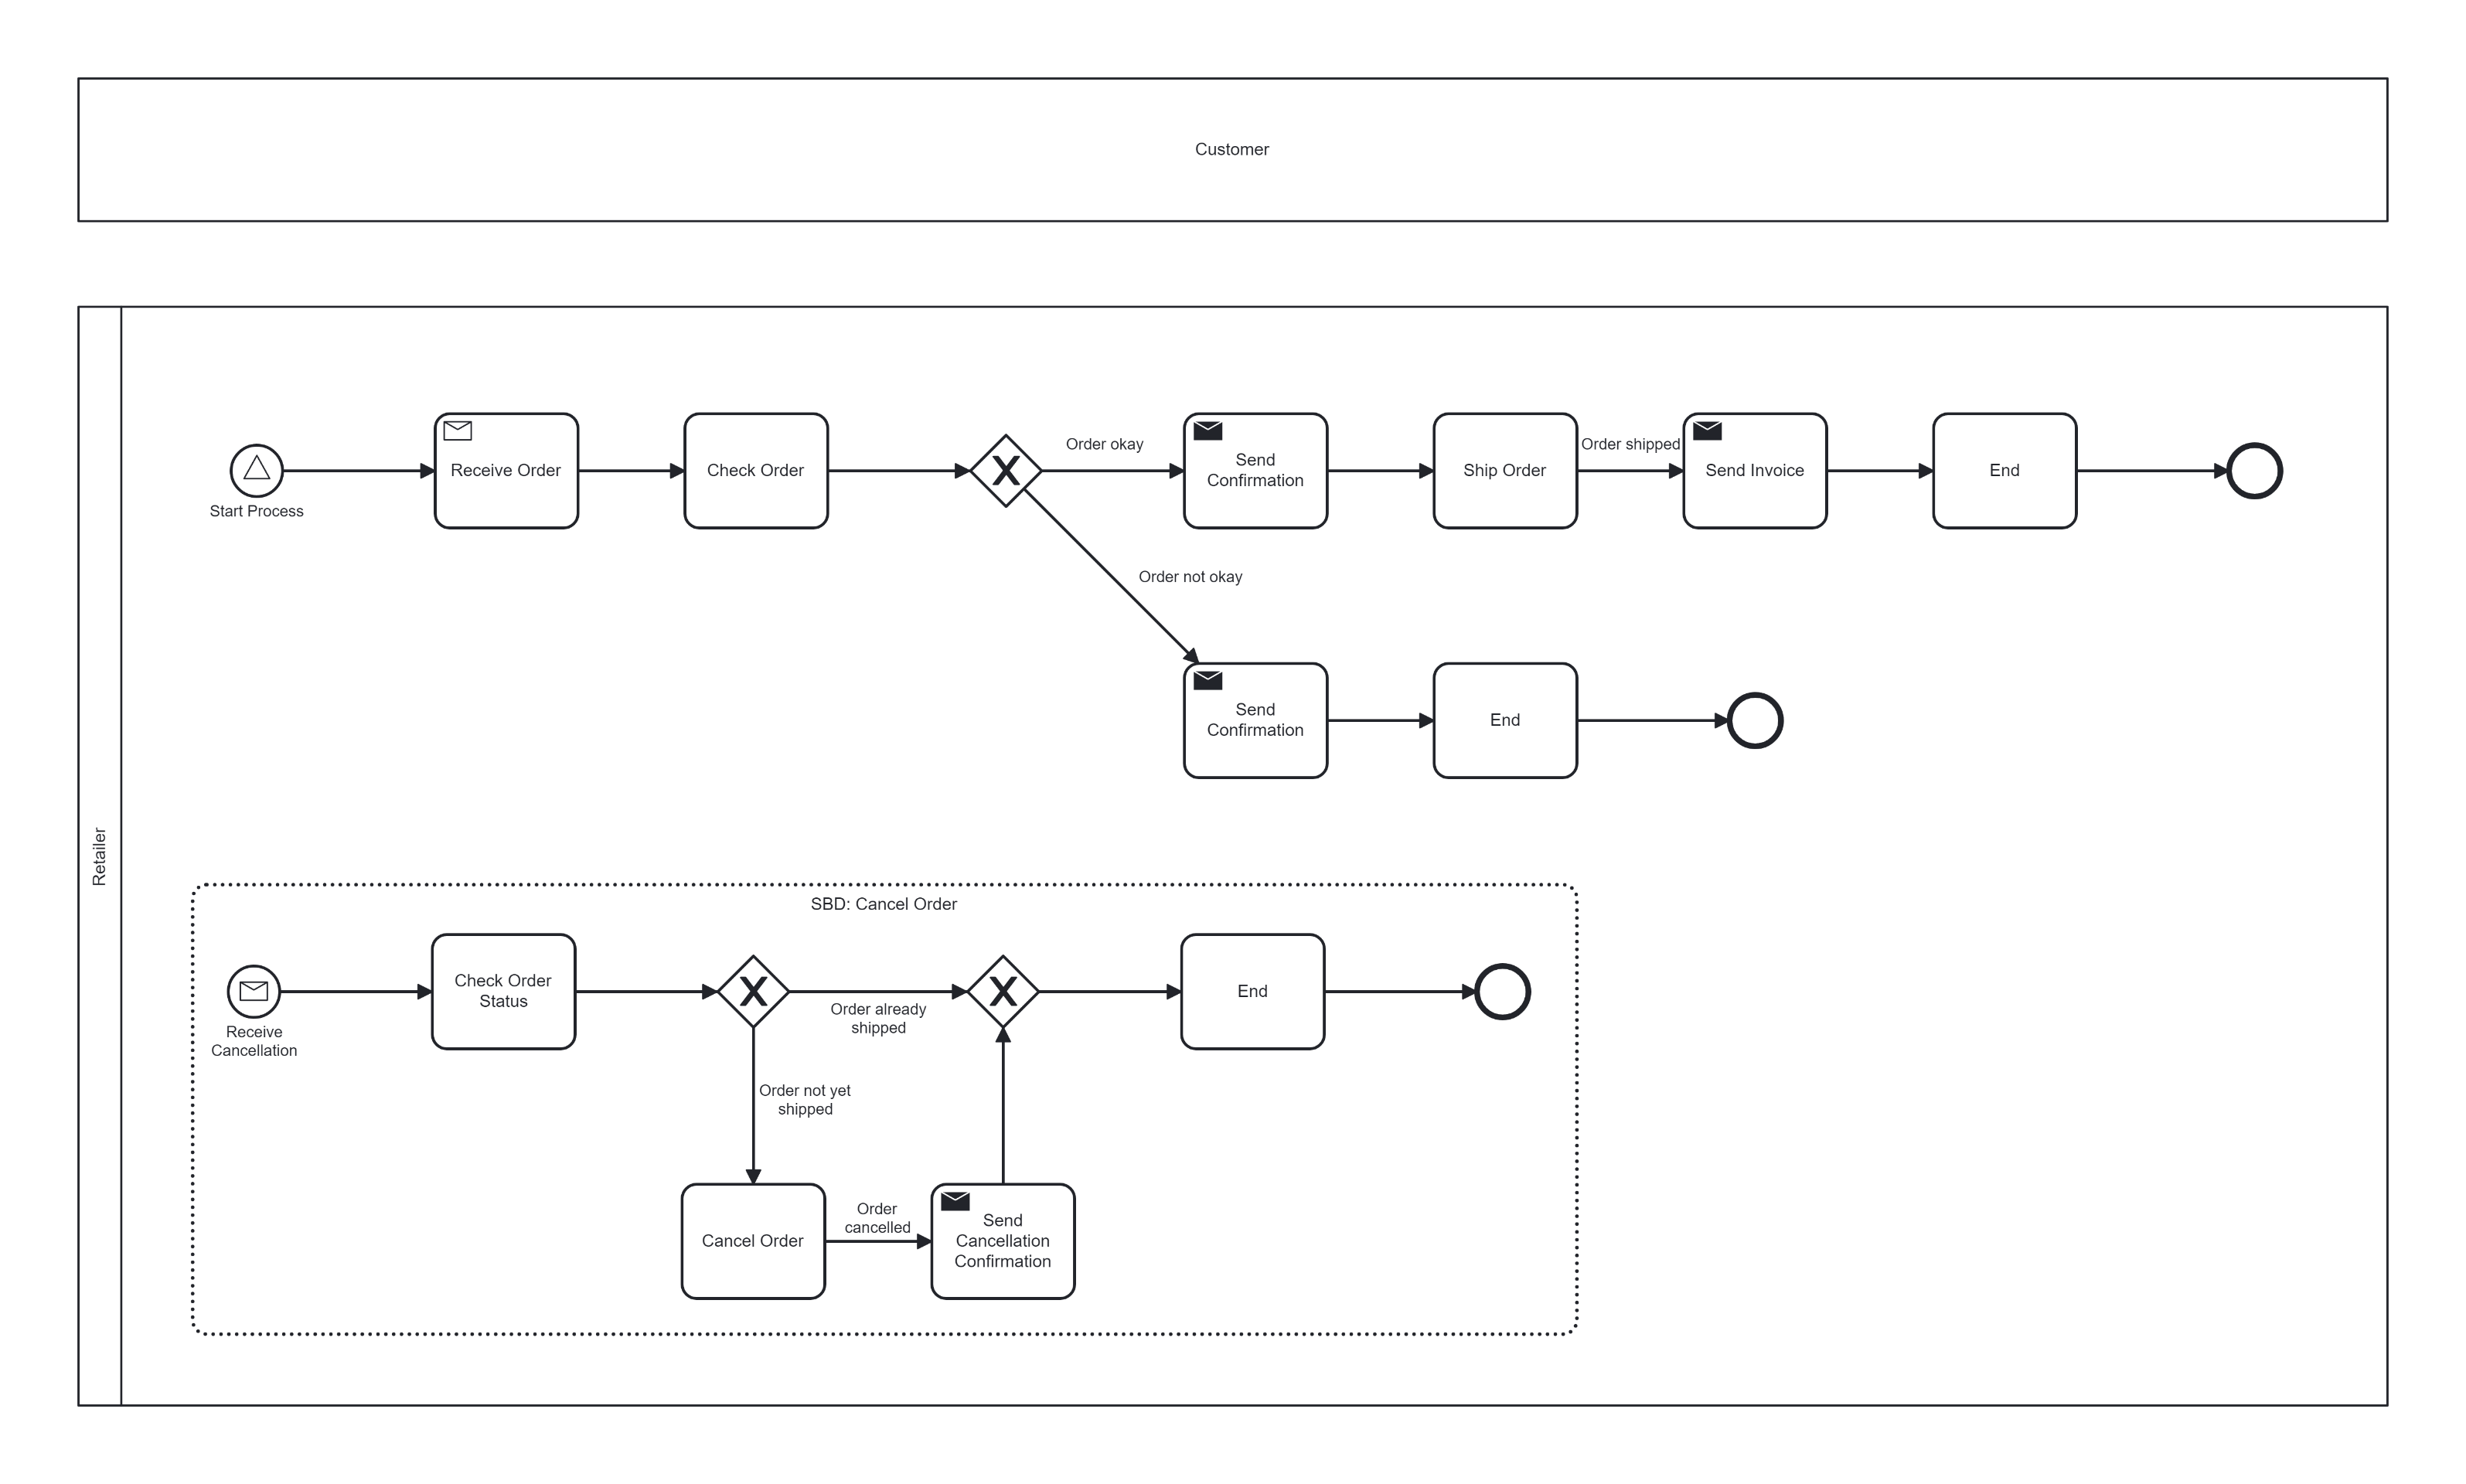 Customer
Retailer
Start Process
Receive Order
Check Order
Order okay
Send
Confirmation
Ship Order
Order shipped
Send Invoice
End
Order not okay
Send
Confirmation
End
SBD: Cancel Order
Receive
Cancellation
Check Order
Status
Order already
shipped
End
Order not yet
shipped
Cancel Order
Order
cancelled
Send
Cancellation
Confirmation